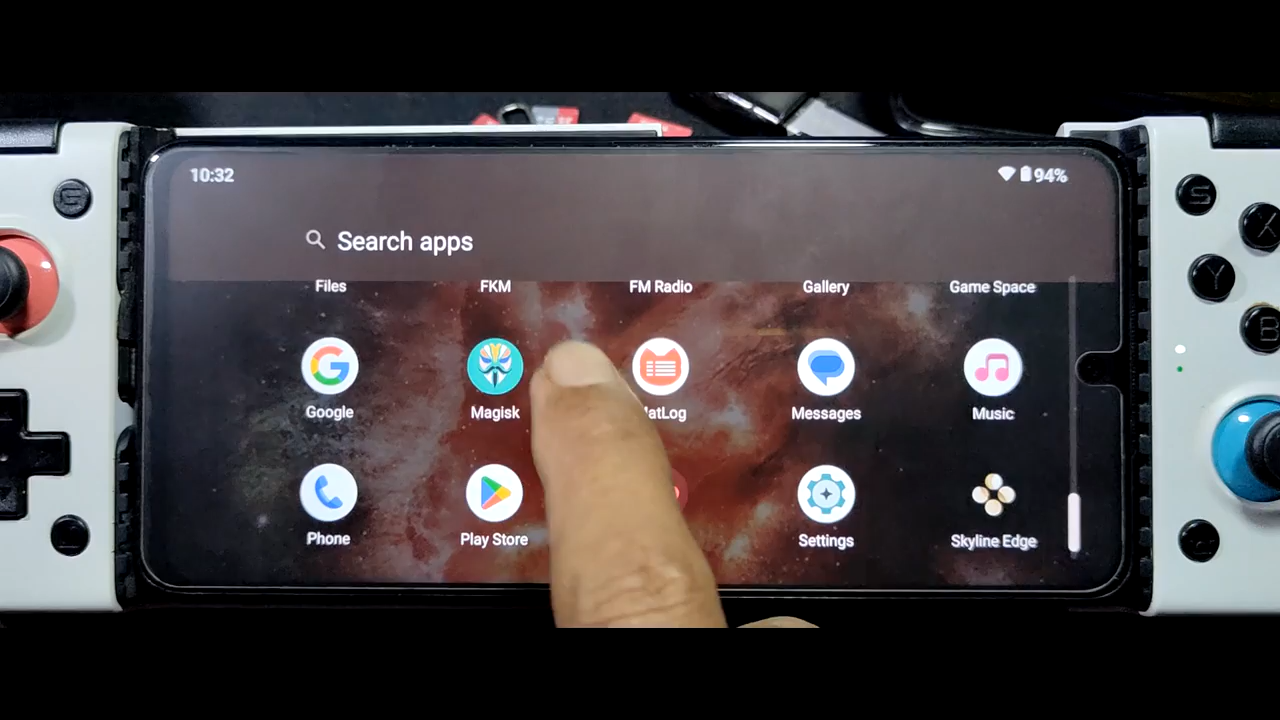 10:32 94%
Search apps
Files FKM FM Radio Gallery Game Space
Google Magisk MatLog Messages Music
Phone Play Store Settings Skyline Edge
G
S
X
Y
B